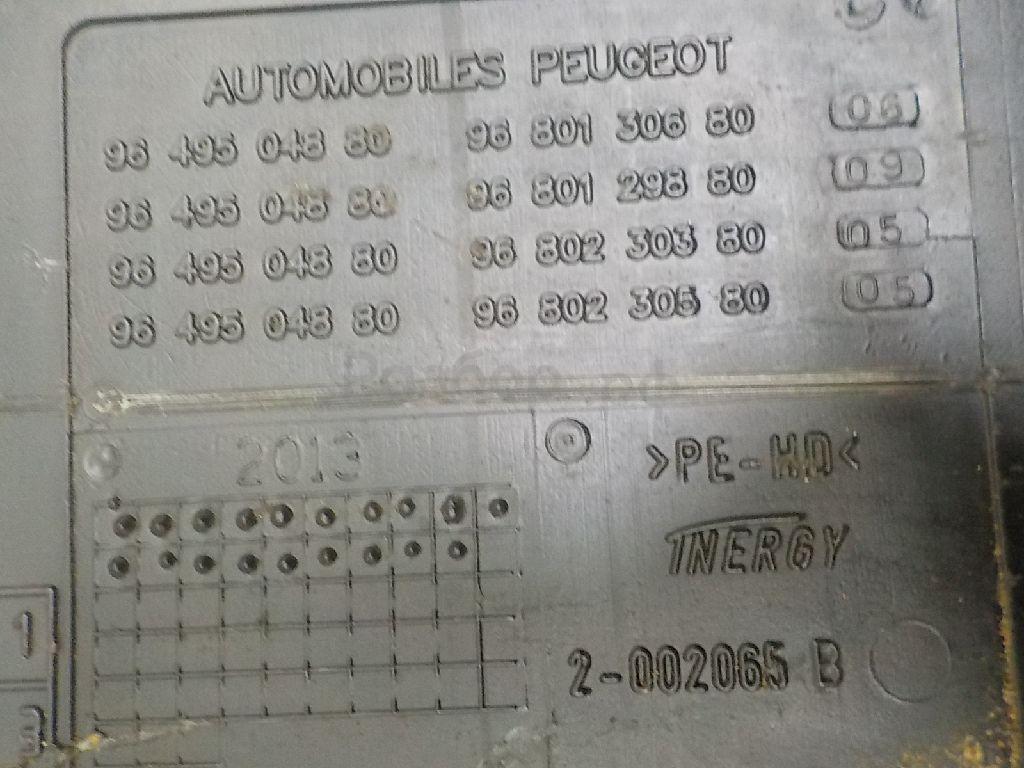 AUTOMOBILES PEUGEOT
96 495 048 80 96 801 306 80 (06)
96 495 048 80 96 801 298 80 (09)
96 495 048 80 96 802 303 80 (05)
96 495 048 80 96 802 305 80 (05)
2013
>PE-HD<
INERGY
2-002065 B
1